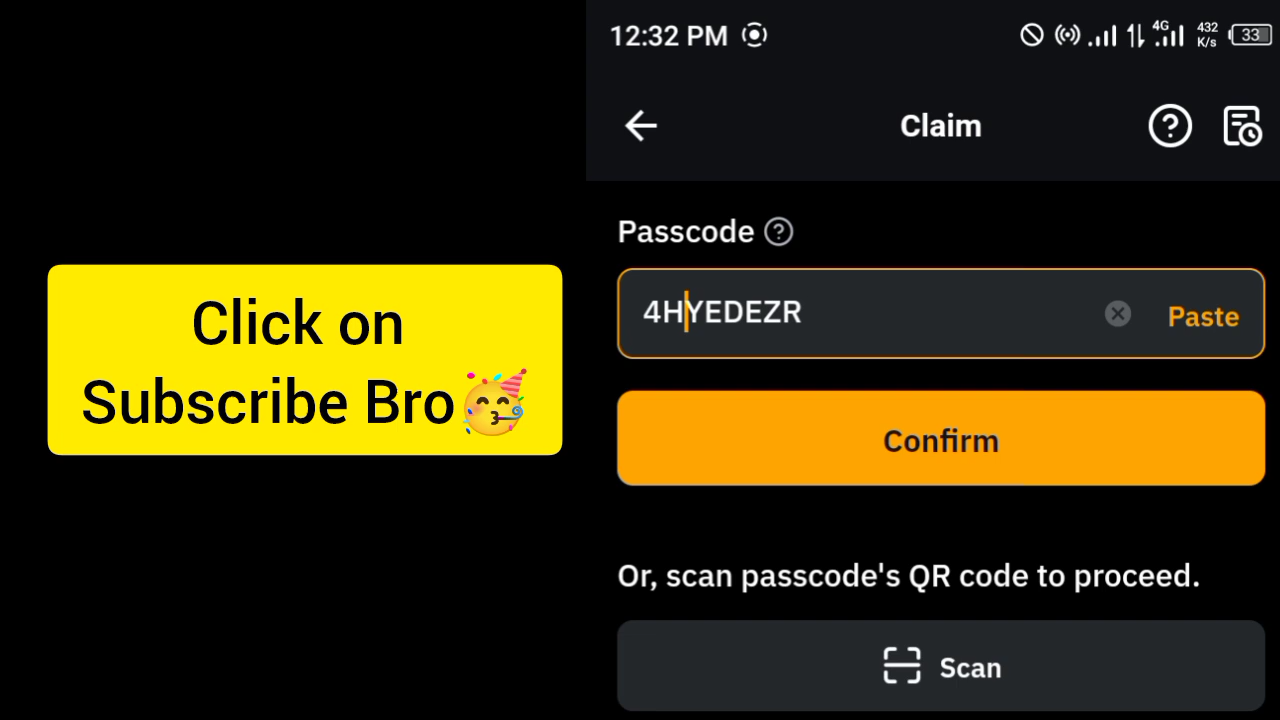 Click on
Subscribe Bro🥳
12:32 PM
4G
432
K/s
33
Claim
Passcode
4HYEDEZR
Paste
Confirm
Or, scan passcode's QR code to proceed.
Scan